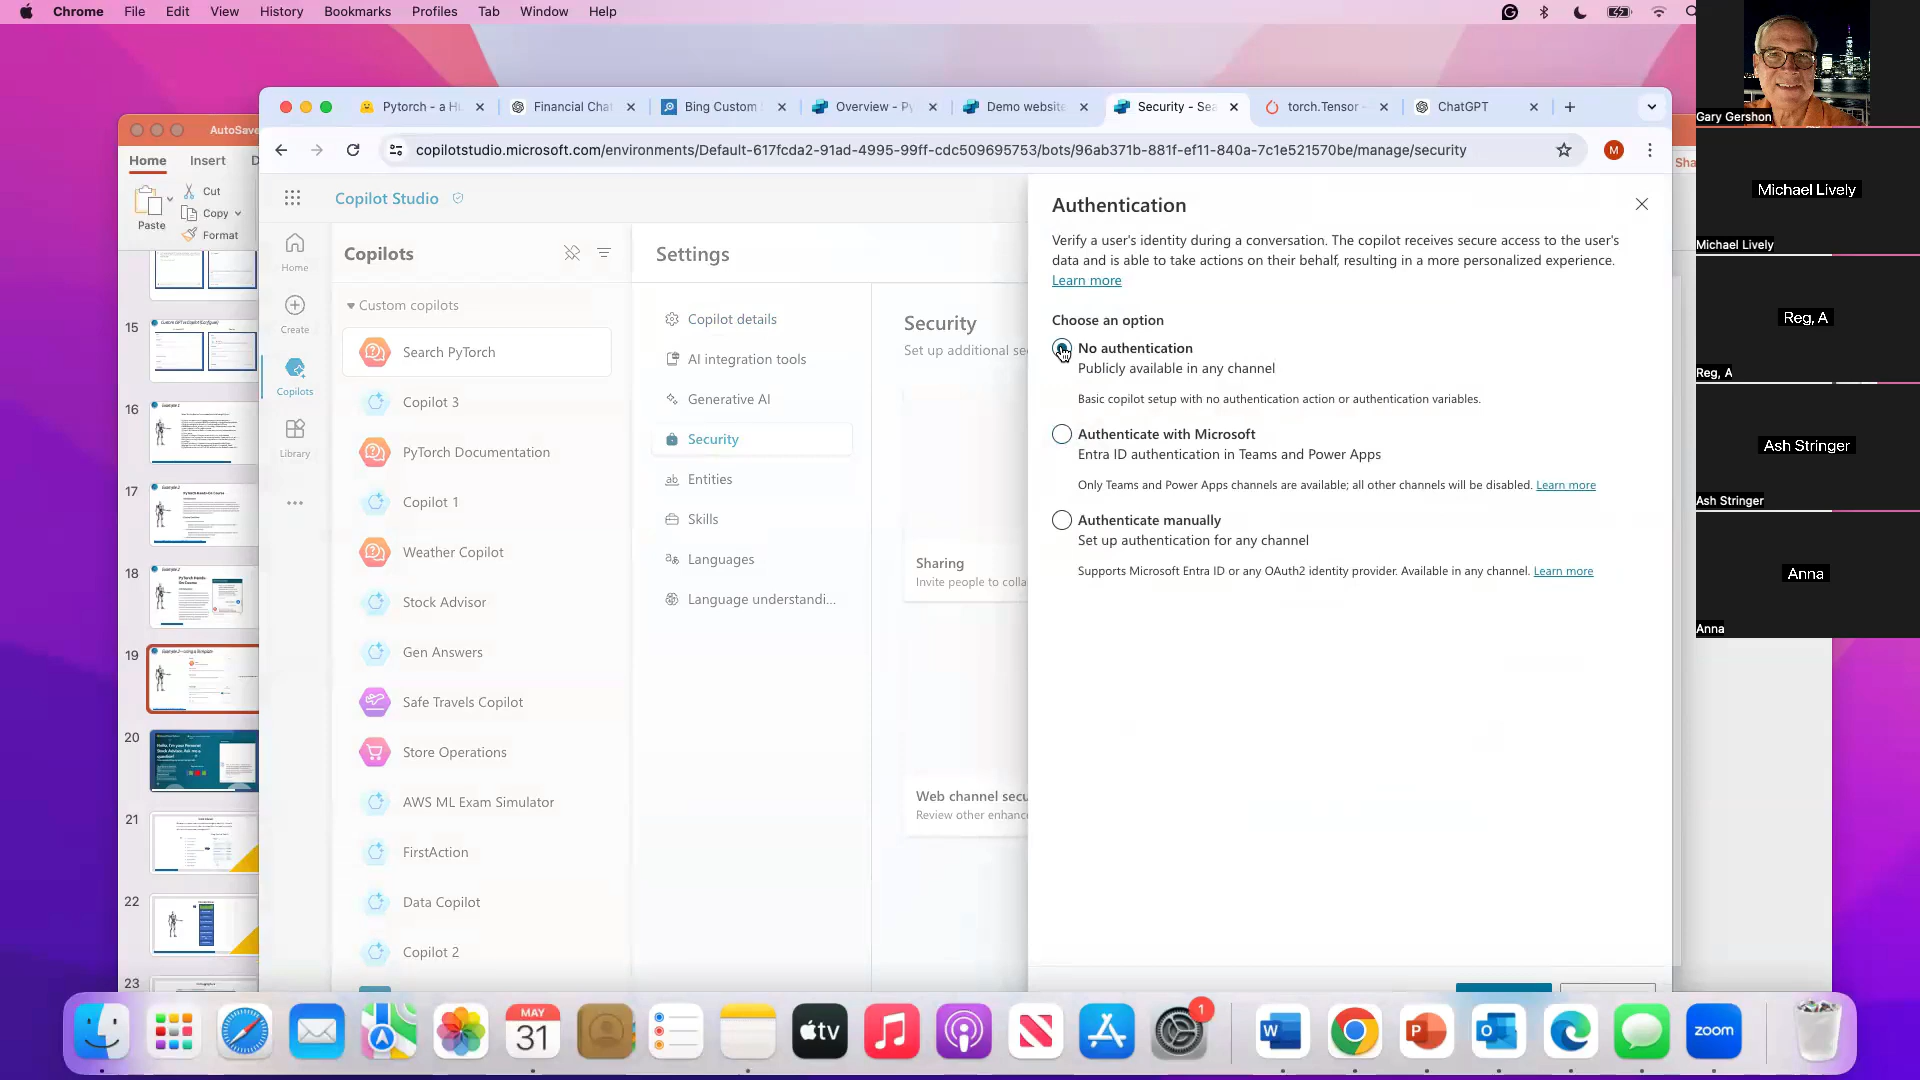 Chrome File Edit View History Bookmarks Profiles Tab Window Help
Pytorch - a H
Financial Cha
Bing Custom
Overview - Py
Demo website
Security - Sea
torch.Tensor
ChatGPT
copilotstudio.microsoft.com/environments/Default-617fcda2-91ad-4995-99ff-cdc509695753/bots/96ab371b-881f-ef11-840a-7c1e521570be/manage/security
M
AutoSave
Home Insert D
Paste
Cut
Copy
Format
15
16
17
18
19
20
21
22
23
Sha
Copilot Studio
Home
Create
Copilots
Library
Copilots
Custom copilots
Search PyTorch
Copilot 3
PyTorch Documentation
Copilot 1
Weather Copilot
Stock Advisor
Gen Answers
Safe Travels Copilot
Store Operations
AWS ML Exam Simulator
FirstAction
Data Copilot
Copilot 2
Settings
Copilot details
AI integration tools
Generative AI
Security
Entities
Skills
Languages
Language understandi...
Security
Set up additional se
Sharing
Invite people to colla
Web channel secu
Review other enhanc
Authentication
Verify a user's identity during a conversation. The copilot receives secure access to the user's
data and is able to take actions on their behalf, resulting in a more personalized experience.
Learn more
Choose an option
No authentication
Publicly available in any channel
Basic copilot setup with no authentication action or authentication variables.
Authenticate with Microsoft
Entra ID authentication in Teams and Power Apps
Only Teams and Power Apps channels are available; all other channels will be disabled. Learn more
Authenticate manually
Set up authentication for any channel
Supports Microsoft Entra ID or any OAuth2 identity provider. Available in any channel. Learn more
Gary Gershon
Michael Lively
Michael Lively
Reg, A
Reg, A
Ash Stringer
Ash Stringer
Anna
Anna
MAY
31
tv
1
W
P
zoom